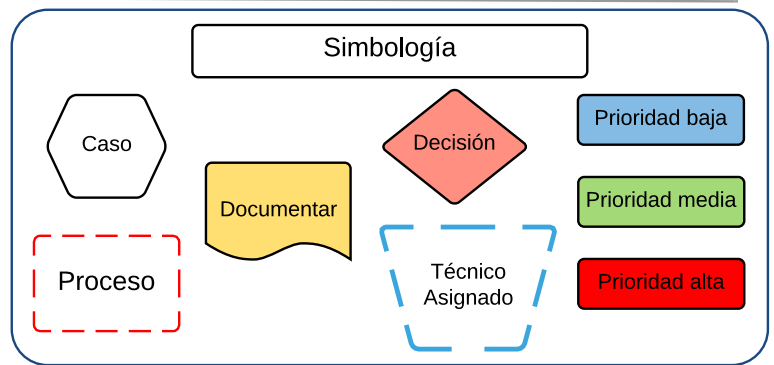 Simbología
Caso
Documentar
Decisión
Prioridad baja
Prioridad media
Prioridad alta
Proceso
Técnico
Asignado